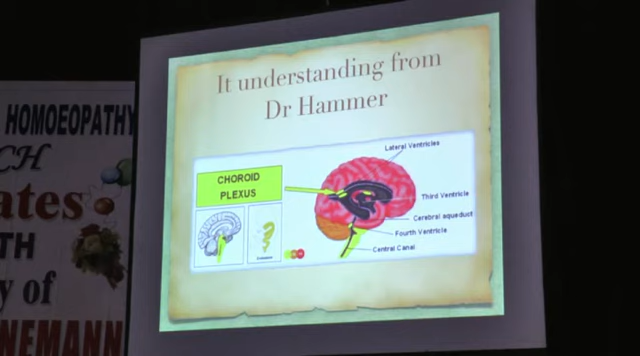 HOMOEOPATHY
CH
ates
TH
y of
NEMANN
It understanding from
Dr Hammer
CHOROID
PLEXUS
Lateral Ventricles
Third Ventricle
Cerebral aqueduct
Fourth Ventricle
Central Canal